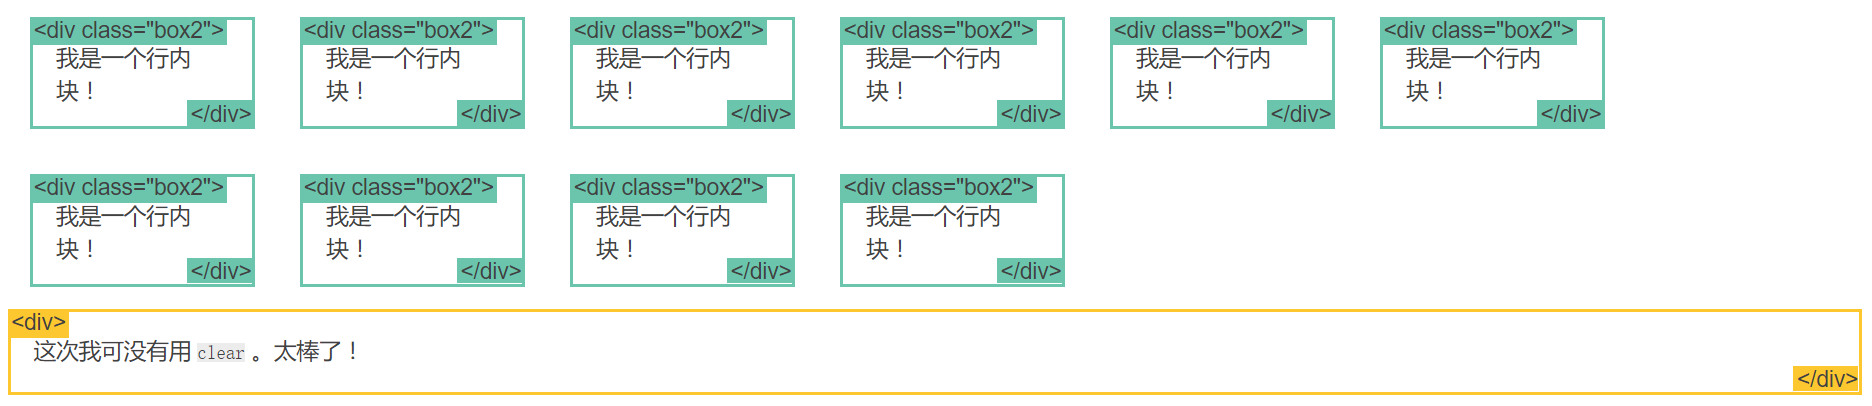 <div class="box2"> <div class="box2"> <div class="box2"> <div class="box2"> <div class="box2"> <div class="box2">
我是一个行内 我是一个行内 我是一个行内 我是一个行内 我是一个行内 我是一个行内
块！ 块！ 块！ 块！ 块！ 块！
</div> </div> </div> </div> </div> </div>
<div class="box2"> <div class="box2"> <div class="box2"> <div class="box2">
我是一个行内 我是一个行内 我是一个行内 我是一个行内
块！ 块！ 块！ 块！
</div> </div> </div> </div>
<div>
这次我可没有用 clear 。太棒了！
</div>